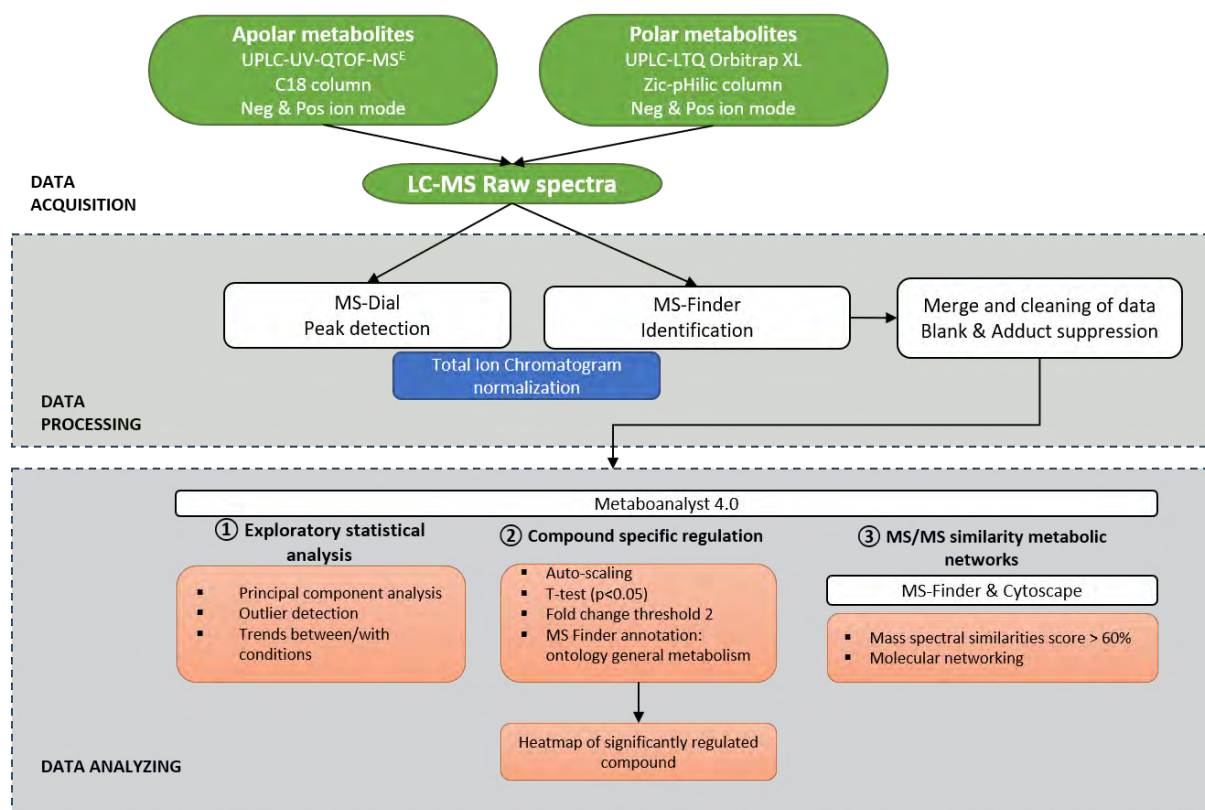 Apolar metabolites
UPLC-UV-QTOF-MSᴱ
C18 column
Neg & Pos ion mode
Polar metabolites
UPLC-LTQ Orbitrap XL
Zic-pHilic column
Neg & Pos ion mode
LC-MS Raw spectra
DATA
ACQUISITION
MS-Dial
Peak detection
MS-Finder
Identification
Merge and cleaning of data
Blank & Adduct suppression
Total Ion Chromatogram
normalization
DATA
PROCESSING
Metaboanalyst 4.0
① Exploratory statistical
analysis
▪ Principal component analysis
▪ Outlier detection
▪ Trends between/with
conditions
② Compound specific regulation
▪ Auto-scaling
▪ T-test (p<0.05)
▪ Fold change threshold 2
▪ MS Finder annotation:
ontology general metabolism
Heatmap of significantly regulated
compound
③ MS/MS similarity metabolic
networks
MS-Finder & Cytoscape
▪ Mass spectral similarities score > 60%
▪ Molecular networking
DATA ANALYZING